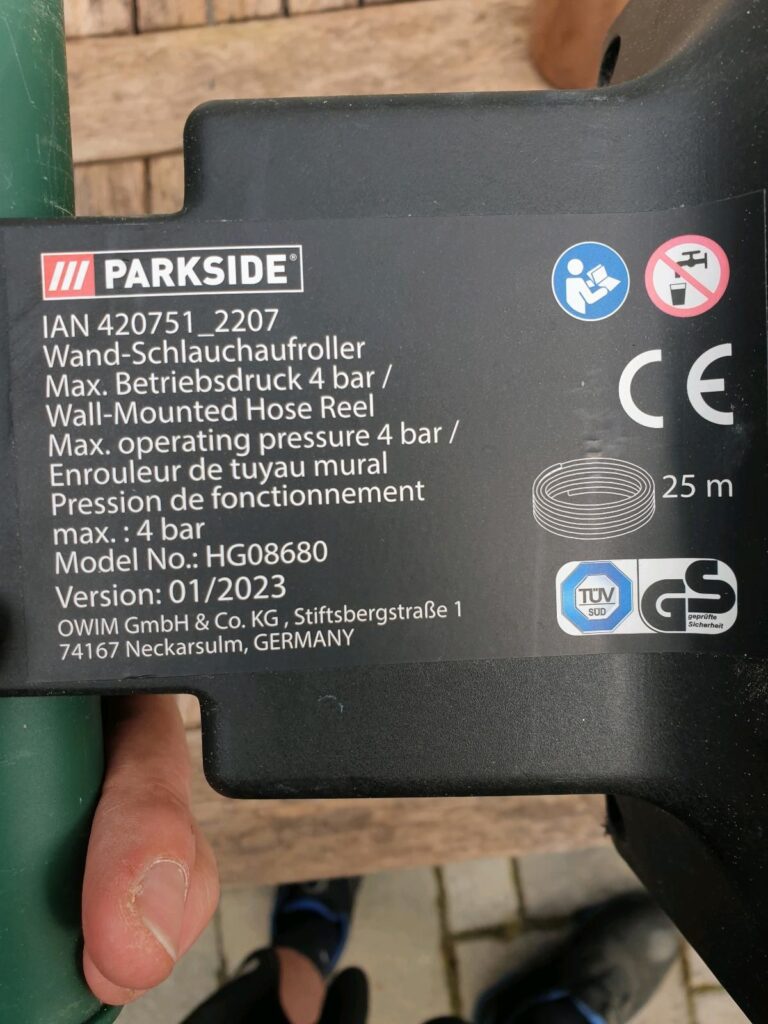 PARKSIDE®
IAN 420751_2207
Wand-Schlauchaufroller
Max. Betriebsdruck 4 bar /
Wall-Mounted Hose Reel
Max. operating pressure 4 bar /
Enrouleur de tuyau mural
Pression de fonctionnement
max. : 4 bar
Model No.: HG08680
Version: 01/2023
OWIM GmbH & Co. KG , Stiftsbergstraße 1
74167 Neckarsulm, GERMANY
CE
25 m
TÜV
SÜD
GS
geprüfte
Sicherheit